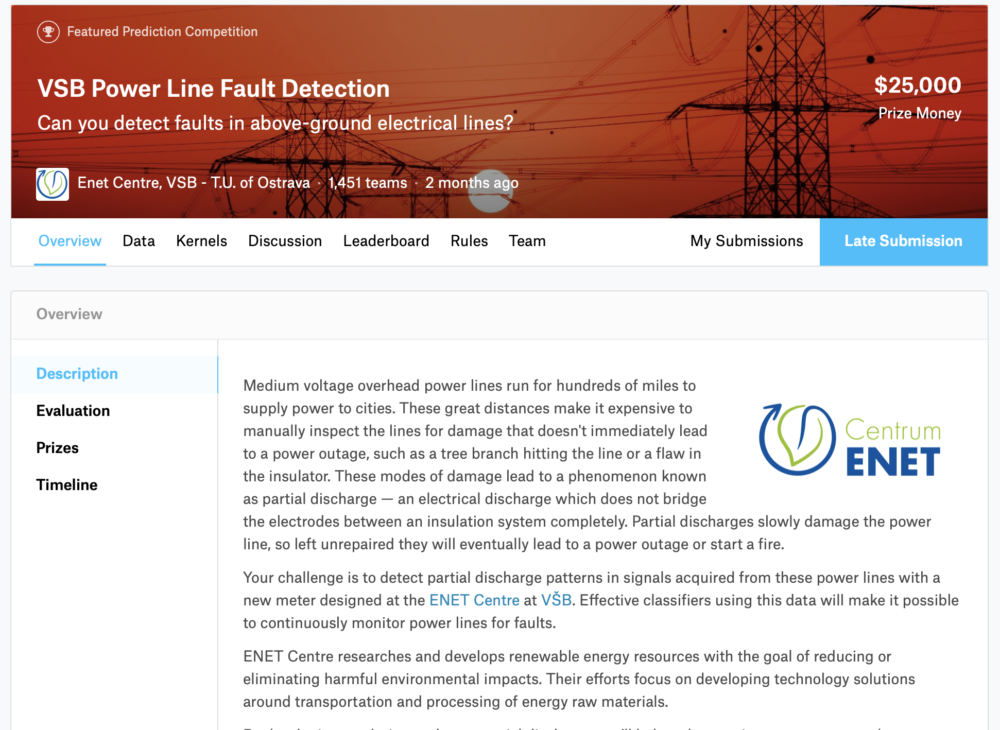 Featured Prediction Competition
VSB Power Line Fault Detection
Can you detect faults in above-ground electrical lines?
$25,000
Prize Money
Enet Centre, VSB - T.U. of Ostrava · 1,451 teams · 2 months ago
Overview Data Kernels Discussion Leaderboard Rules Team My Submissions Late Submission
Overview
Description
Evaluation
Prizes
Timeline
Medium voltage overhead power lines run for hundreds of miles to
supply power to cities. These great distances make it expensive to
manually inspect the lines for damage that doesn't immediately lead
to a power outage, such as a tree branch hitting the line or a flaw in
the insulator. These modes of damage lead to a phenomenon known
as partial discharge — an electrical discharge which does not bridge
the electrodes between an insulation system completely. Partial discharges slowly damage the power
line, so left unrepaired they will eventually lead to a power outage or start a fire.
Centrum
ENET
Your challenge is to detect partial discharge patterns in signals acquired from these power lines with a
new meter designed at the ENET Centre at VŠB. Effective classifiers using this data will make it possible
to continuously monitor power lines for faults.
ENET Centre researches and develops renewable energy resources with the goal of reducing or
eliminating harmful environmental impacts. Their efforts focus on developing technology solutions
around transportation and processing of energy raw materials.